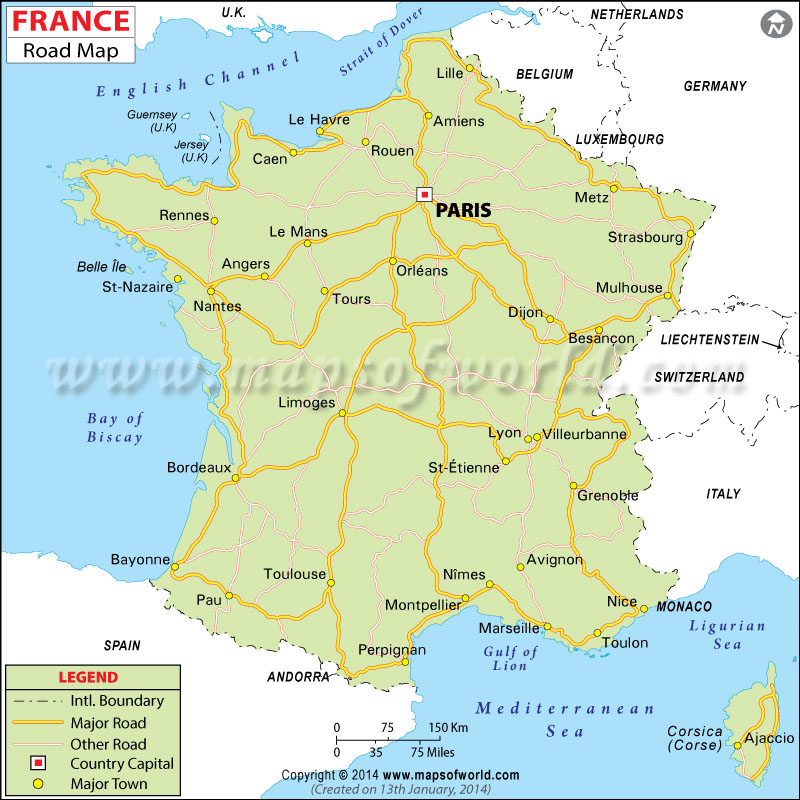 FRANCE
Road Map
U.K.
NETHERLANDS
N
English Channel
Strait of Dover
Lille
BELGIUM
GERMANY
Guernsey
(U.K)
Le Havre
Amiens
Jersey
(U.K)
Caen
Rouen
LUXEMBOURG
Metz
PARIS
Rennes
Le Mans
Strasbourg
Belle Île
Angers
Orléans
St-Nazaire
Nantes
Tours
Mulhouse
Dijon
Besançon
LIECHTENSTEIN
www.mapsofworld.com
SWITZERLAND
Bay of
Biscay
Limoges
Lyon
Villeurbanne
Bordeaux
St-Étienne
Grenoble
ITALY
Bayonne
Avignon
Toulouse
Nîmes
Pau
Montpellier
Nice
MONACO
Marseille
Toulon
Ligurian
Sea
SPAIN
Perpignan
Gulf of
Lion
ANDORRA
LEGEND
Intl. Boundary
Major Road
Other Road
Country Capital
Major Town
Mediterranean
Sea
0 75 150 Km
0 35 75 Miles
Corsica
(Corse)
Ajaccio
Copyright © 2014 www.mapsofworld.com
(Created on 13th January, 2014)